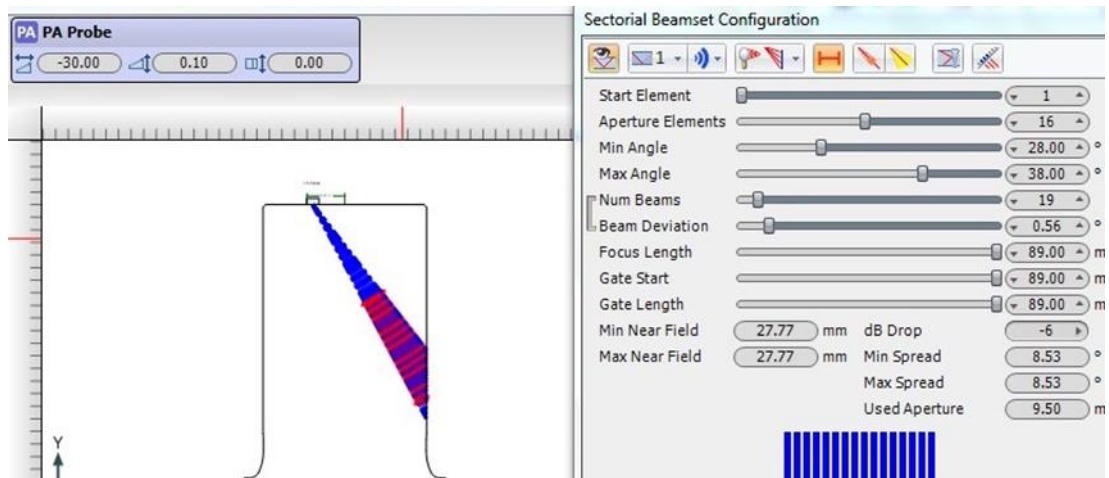 PA PA Probe
-30.00 0.10 0.00
Y
Sectorial Beamset Configuration
1
Start Element 1
Aperture Elements 16
Min Angle 28.00 °
Max Angle 38.00 °
Num Beams 19
Beam Deviation 0.56 °
Focus Length 89.00 m
Gate Start 89.00 m
Gate Length 89.00 m
Min Near Field 27.77 mm dB Drop -6
Max Near Field 27.77 mm Min Spread 8.53 °
Max Spread 8.53 °
Used Aperture 9.50 m